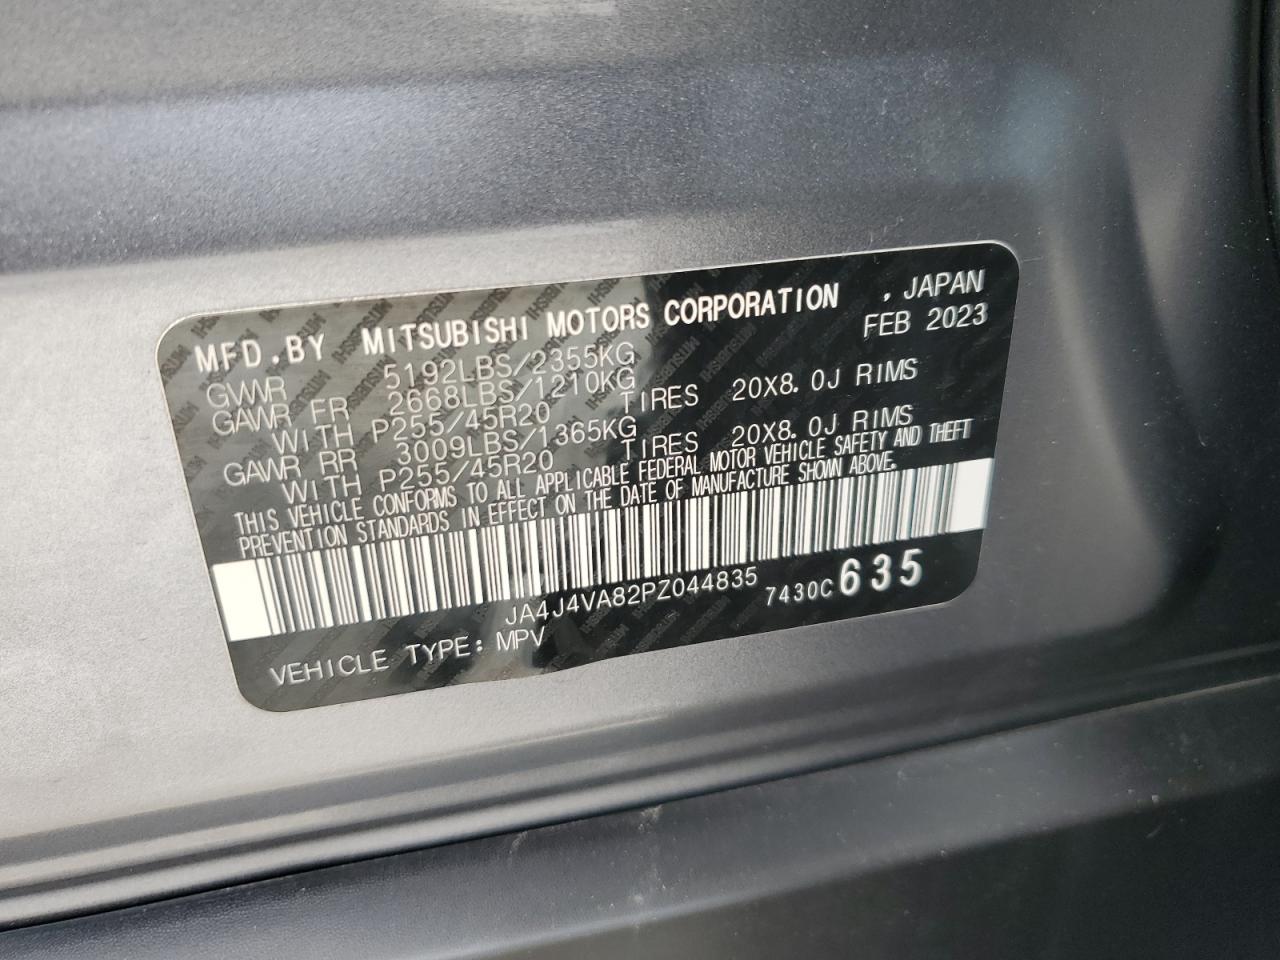 MFD.BY MITSUBISHI MOTORS CORPORATION , JAPAN
FEB 2023
GVWR 5192LBS/2355KG
GAWR FR 2668LBS/1210KG
WITH P255/45R20 TIRES 20X8.0J RIMS
GAWR RR 3009LBS/1365KG
WITH P255/45R20 TIRES 20X8.0J RIMS
THIS VEHICLE CONFORMS TO ALL APPLICABLE FEDERAL MOTOR VEHICLE SAFETY AND THEFT
PREVENTION STANDARDS IN EFFECT ON THE DATE OF MANUFACTURE SHOWN ABOVE.
JA4J4VA82PZ044835 7430C 635
VEHICLE TYPE: MPV